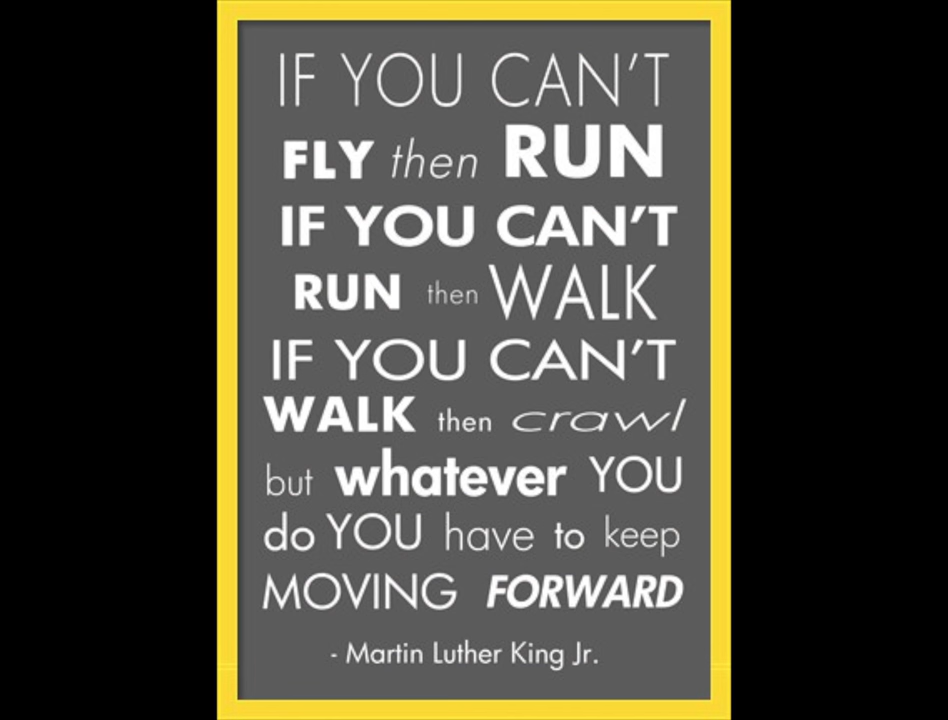 IF YOU CAN'T
FLY then RUN
IF YOU CAN'T
RUN then WALK
IF YOU CAN'T
WALK then crawl
but whatever YOU
do YOU have to keep
MOVING FORWARD
- Martin Luther King Jr.